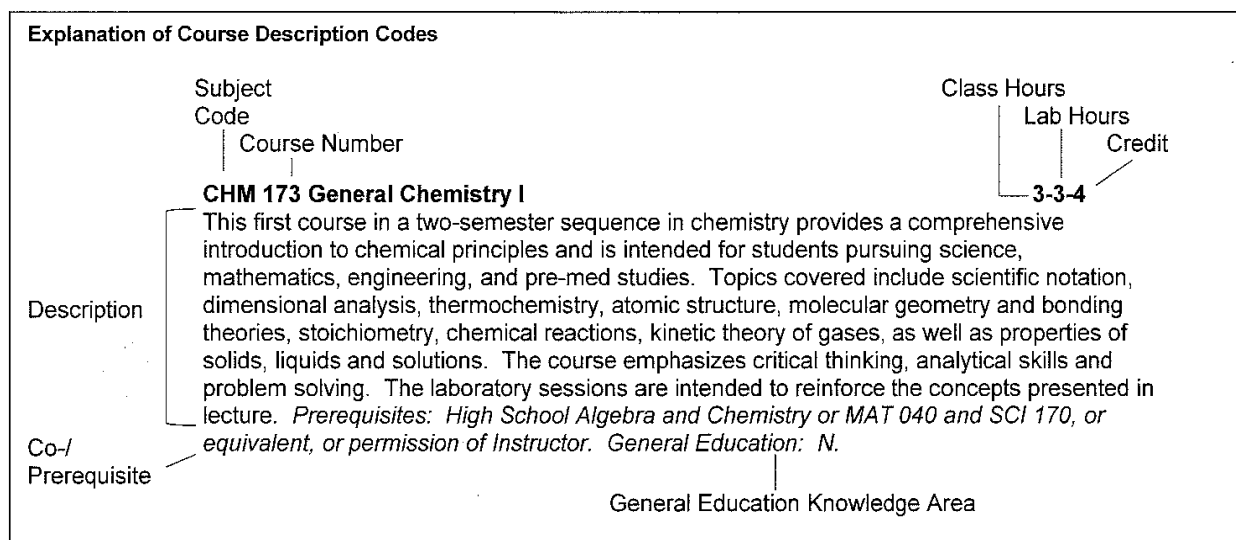 Explanation of Course Description Codes
Subject
Code
Course Number
Class Hours
Lab Hours
Credit
CHM 173 General Chemistry I 3-3-4
This first course in a two-semester sequence in chemistry provides a comprehensive
introduction to chemical principles and is intended for students pursuing science,
mathematics, engineering, and pre-med studies. Topics covered include scientific notation,
Description
dimensional analysis, thermochemistry, atomic structure, molecular geometry and bonding
theories, stoichiometry, chemical reactions, kinetic theory of gases, as well as properties of
solids, liquids and solutions. The course emphasizes critical thinking, analytical skills and
problem solving. The laboratory sessions are intended to reinforce the concepts presented in
lecture. Prerequisites: High School Algebra and Chemistry or MAT 040 and SCI 170, or
equivalent, or permission of Instructor. General Education: N.
Co-/
Prerequisite
General Education Knowledge Area